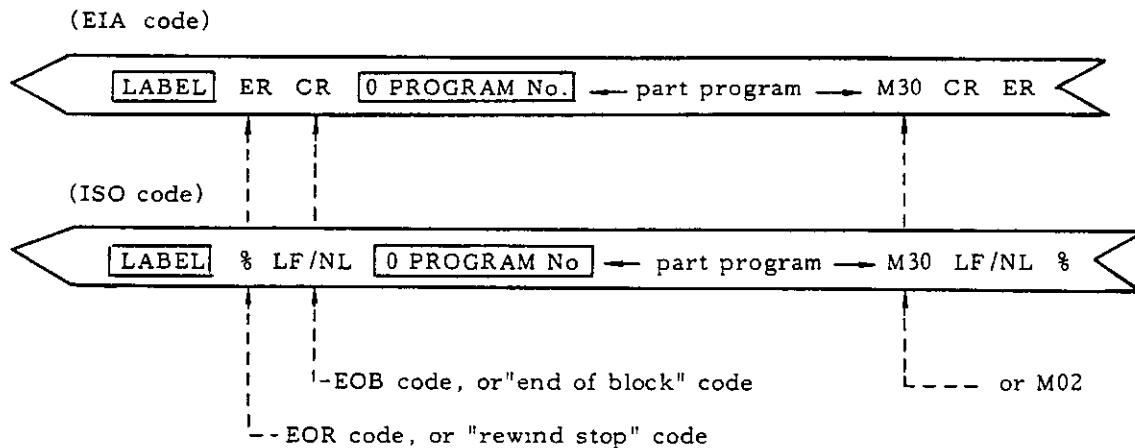 (EIA code)
LABEL ER CR 0 PROGRAM No. part program M30 CR ER
(ISO code)
LABEL % LF/NL 0 PROGRAM No part program M30 LF/NL %
EOB code, or "end of block" code
or M02
EOR code, or "rewind stop" code